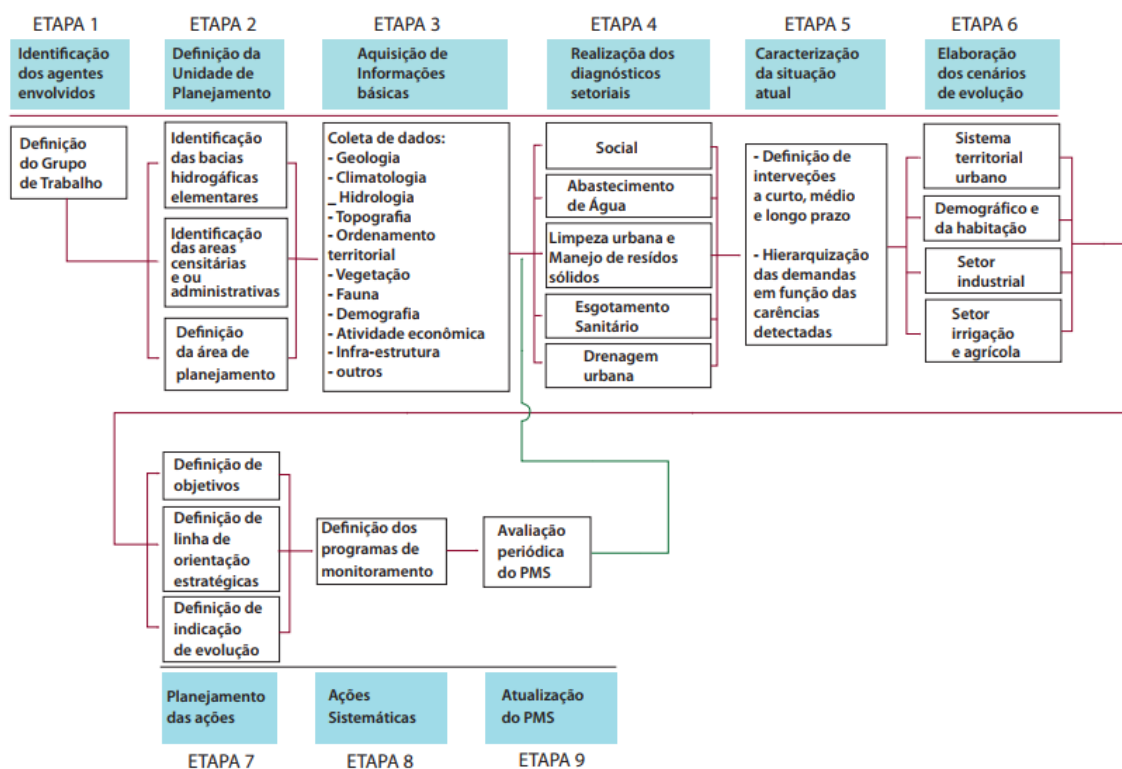 ETAPA 1
Identificação
dos agentes
envolvidos
ETAPA 2
Definição da
Unidade de
Planejamento
ETAPA 3
Aquisição de
Informações
básicas
ETAPA 4
Realizaçõa dos
diagnósticos
setoriais
ETAPA 5
Caracterização
da situação
atual
ETAPA 6
Elaboração
dos cenários
de evolução
Definição
do Grupo
de Trabalho
Identificação
das bacias
hidrogáficas
elementares
Identificação
das areas
censitárias
e ou
administrativas
Definição
da área de
planejamento
Coleta de dados:
- Geologia
- Climatologia
_ Hidrologia
- Topografia
- Ordenamento
territorial
- Vegetação
- Fauna
- Demografia
- Atividade econômica
- Infra-estrutura
- outros
Social
Abastecimento
de Água
Limpeza urbana e
Manejo de resídos
sólidos
Esgotamento
Sanitário
Drenagem
urbana
- Definição de
interveções
a curto, médio
e longo prazo
- Hierarquização
das demandas
em função das
carências
detectadas
Sistema
territorial
urbano
Demográfico e
da habitação
Setor
industrial
Setor
irrigação
e agrícola
Definição de
objetivos
Definição de
linha de
orientação
estratégicas
Definição de
indicação
de evolução
Definição dos
programas de
monitoramento
Avaliação
periódica
do PMS
Planejamento
das ações
ETAPA 7
Ações
Sistemáticas
ETAPA 8
Atualização
do PMS
ETAPA 9